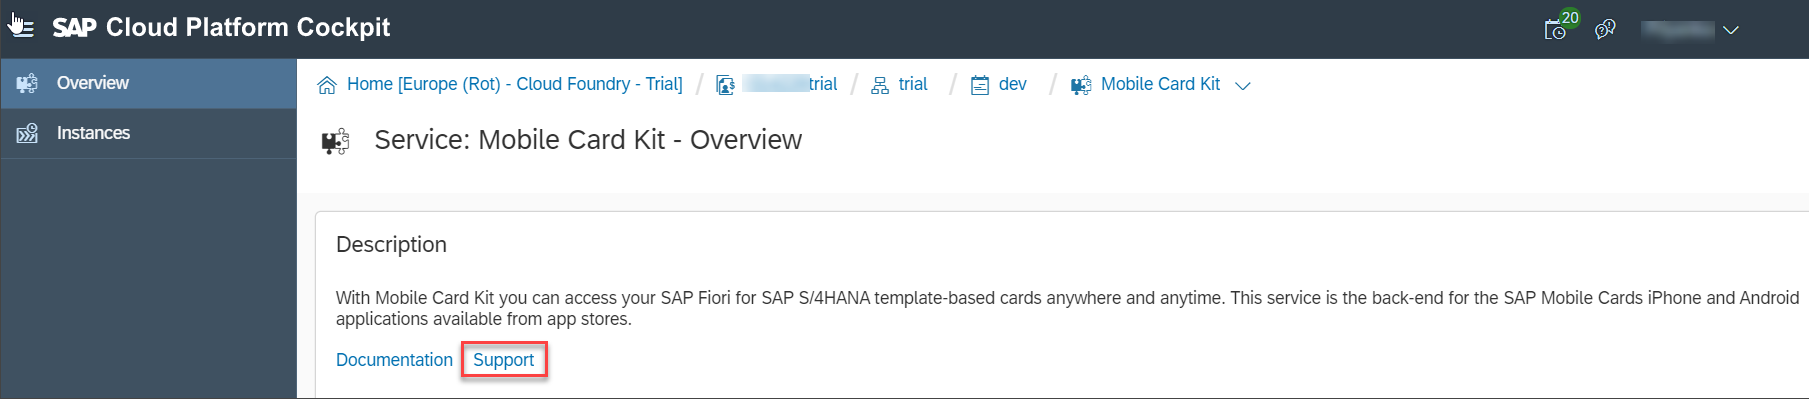 SAP Cloud Platform Cockpit
20
Overview
Instances
Home [Europe (Rot) - Cloud Foundry - Trial] / trial / trial / dev / Mobile Card Kit
Service: Mobile Card Kit - Overview
Description
With Mobile Card Kit you can access your SAP Fiori for SAP S/4HANA template-based cards anywhere and anytime. This service is the back-end for the SAP Mobile Cards iPhone and Android
applications available from app stores.
Documentation Support